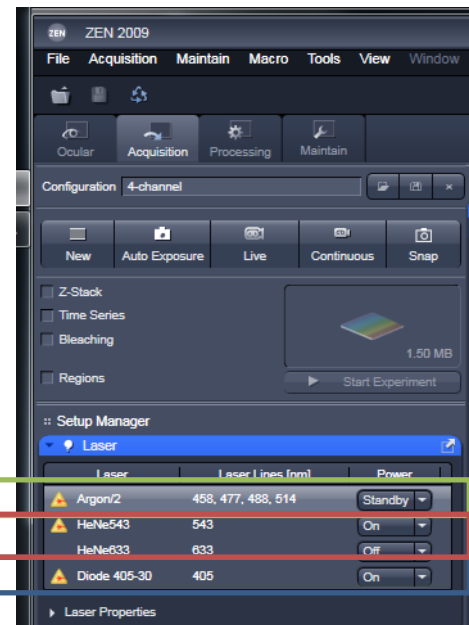 ZEN ZEN 2009
File Acquisition Maintain Macro Tools View Window
Ocular Acquisition Processing Maintain
Configuration 4-channel
New Auto Exposure Live Continuous Snap
Z-Stack
Time Series
Bleaching
1.50 MB
Regions
Start Experiment
Setup Manager
Laser
Laser Laser Lines [nm] Power
Argon/2 458, 477, 488, 514 Standby
HeNe543 543 On
HeNe633 633 Off
Diode 405-30 405 On
Laser Properties